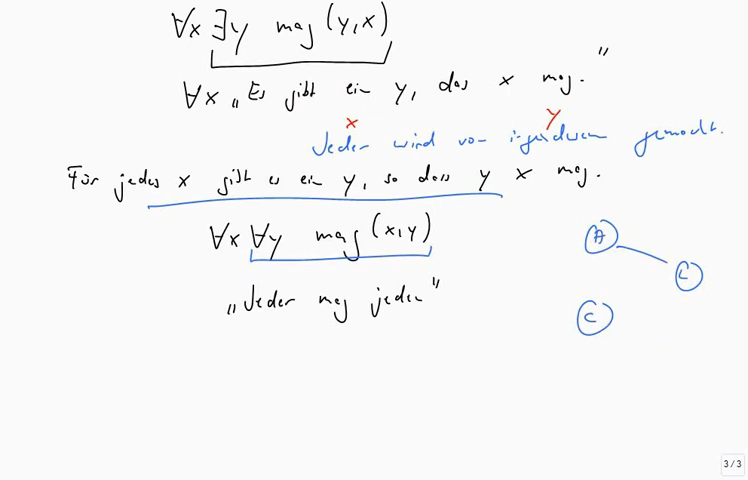 ∀x ∃y mag (y,x)
∀x „Es gibt ein y, das x mag."
x y
Jeder wird von irgendwem gemocht.
Für jedes x gibt es ein y, so dass y x mag.
∀x ∀y mag (x,y)
A
„Jeder mag jeden"
C
3/3